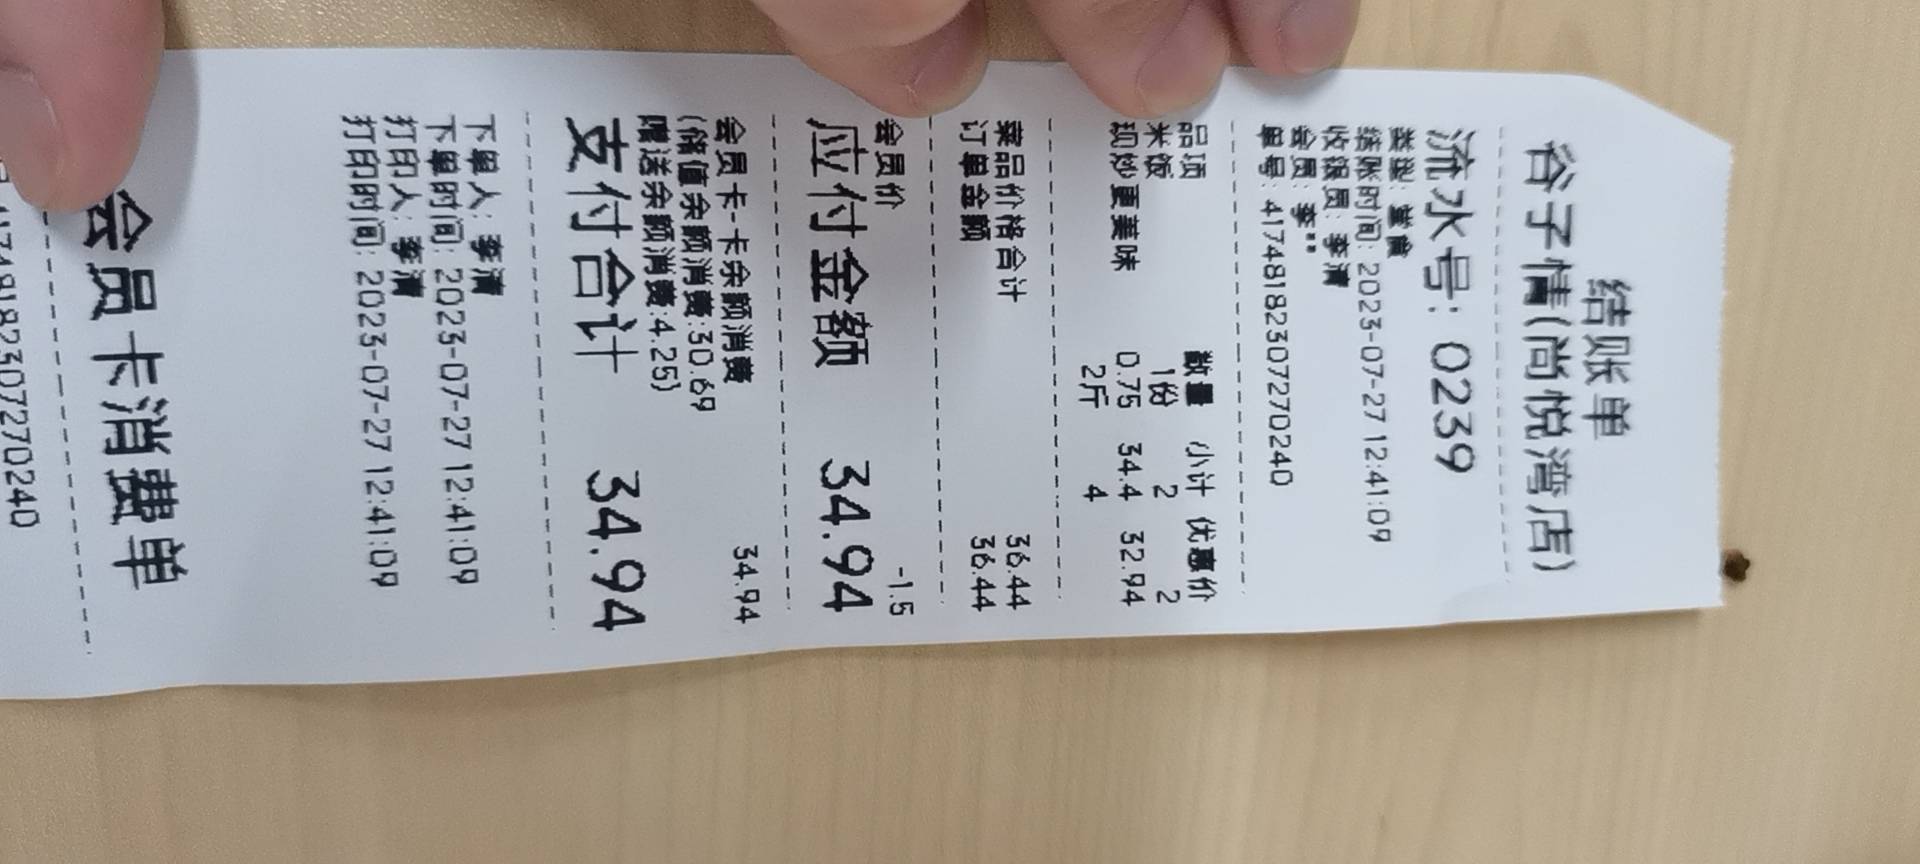 结账单
谷子情(尚悦湾店)
流水号: 0239
类型: 堂食
结账时间: 2023-07-27 12:41:09
收银员: 李清
会员: 李**
单号: 41748182307270240
品项 数量 小计 优惠价
米饭 1份 2 2
现炒更美味 0.75 34.4 32.94
2斤 4
菜品价格合计 36.44
订单金额 36.44
会员价 -1.5
应付金额 34.94
会员卡-卡余额消费 34.94
(储值余额消费:30.69
赠送余额消费:4.25)
支付合计 34.94
下单人: 李清
下单时间: 2023-07-27 12:41:09
打印人: 李清
打印时间: 2023-07-27 12:41:09
会员卡消费单
41748182307270240